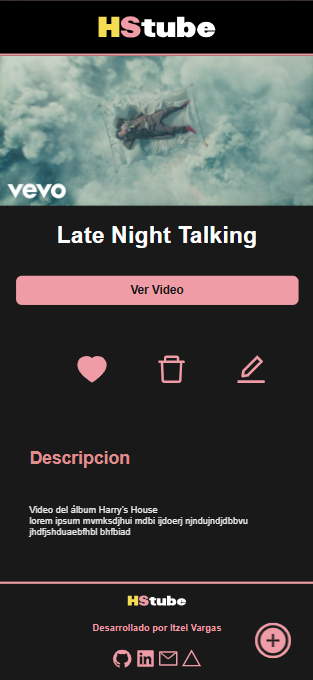 HStube
vevo
Late Night Talking
Ver Video
Descripcion
Video del álbum Harry's House
lorem ipsum mvmksdjhui mdbi ijdoerj njndujndjdbbvu
jhdfjshduaebfhbl bhfbiad
HStube
Desarrollado por Itzel Vargas
in